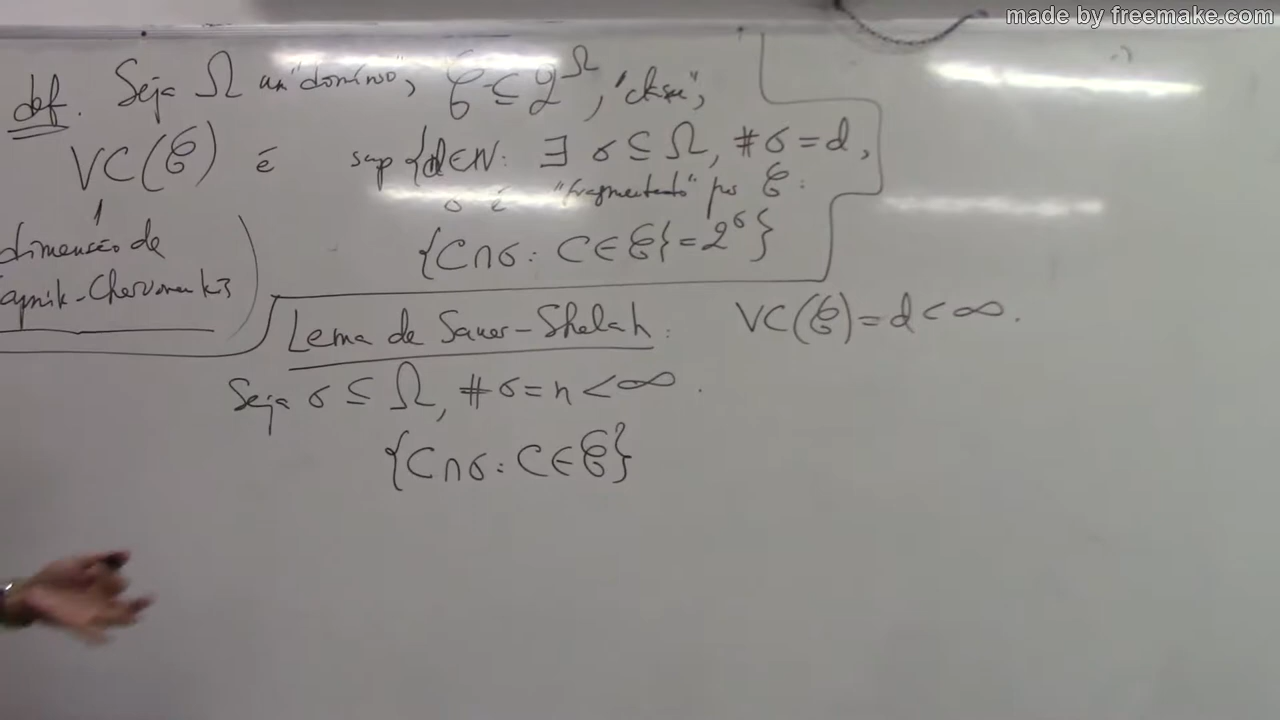 made by freemake.com
def. Seja Ω um "domínio", 𝒞 ⊆ 2^Ω, "classe",
VC(𝒞) é sup {d∈ℕ: ∃ σ ⊆ Ω, #σ = d,
σ é "fragmentado" por 𝒞:
{C∩σ : C∈𝒞} = 2^σ}
dimensão de
apnik-Chervonenkis
Lema de Sauer-Shelah: VC(𝒞) = d < ∞.
Seja σ ⊆ Ω, #σ = n < ∞.
{C∩σ : C∈𝒞}